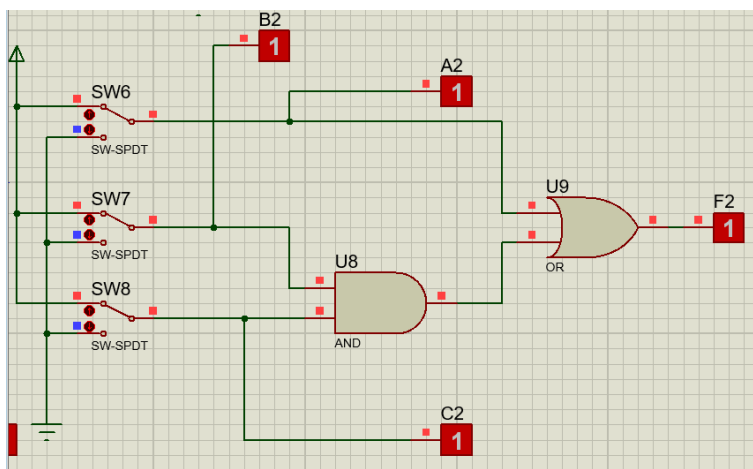 B2
1
A2
1
SW6
SW-SPDT
SW7
SW-SPDT
U9
OR
F2
1
U8
AND
SW8
SW-SPDT
C2
1